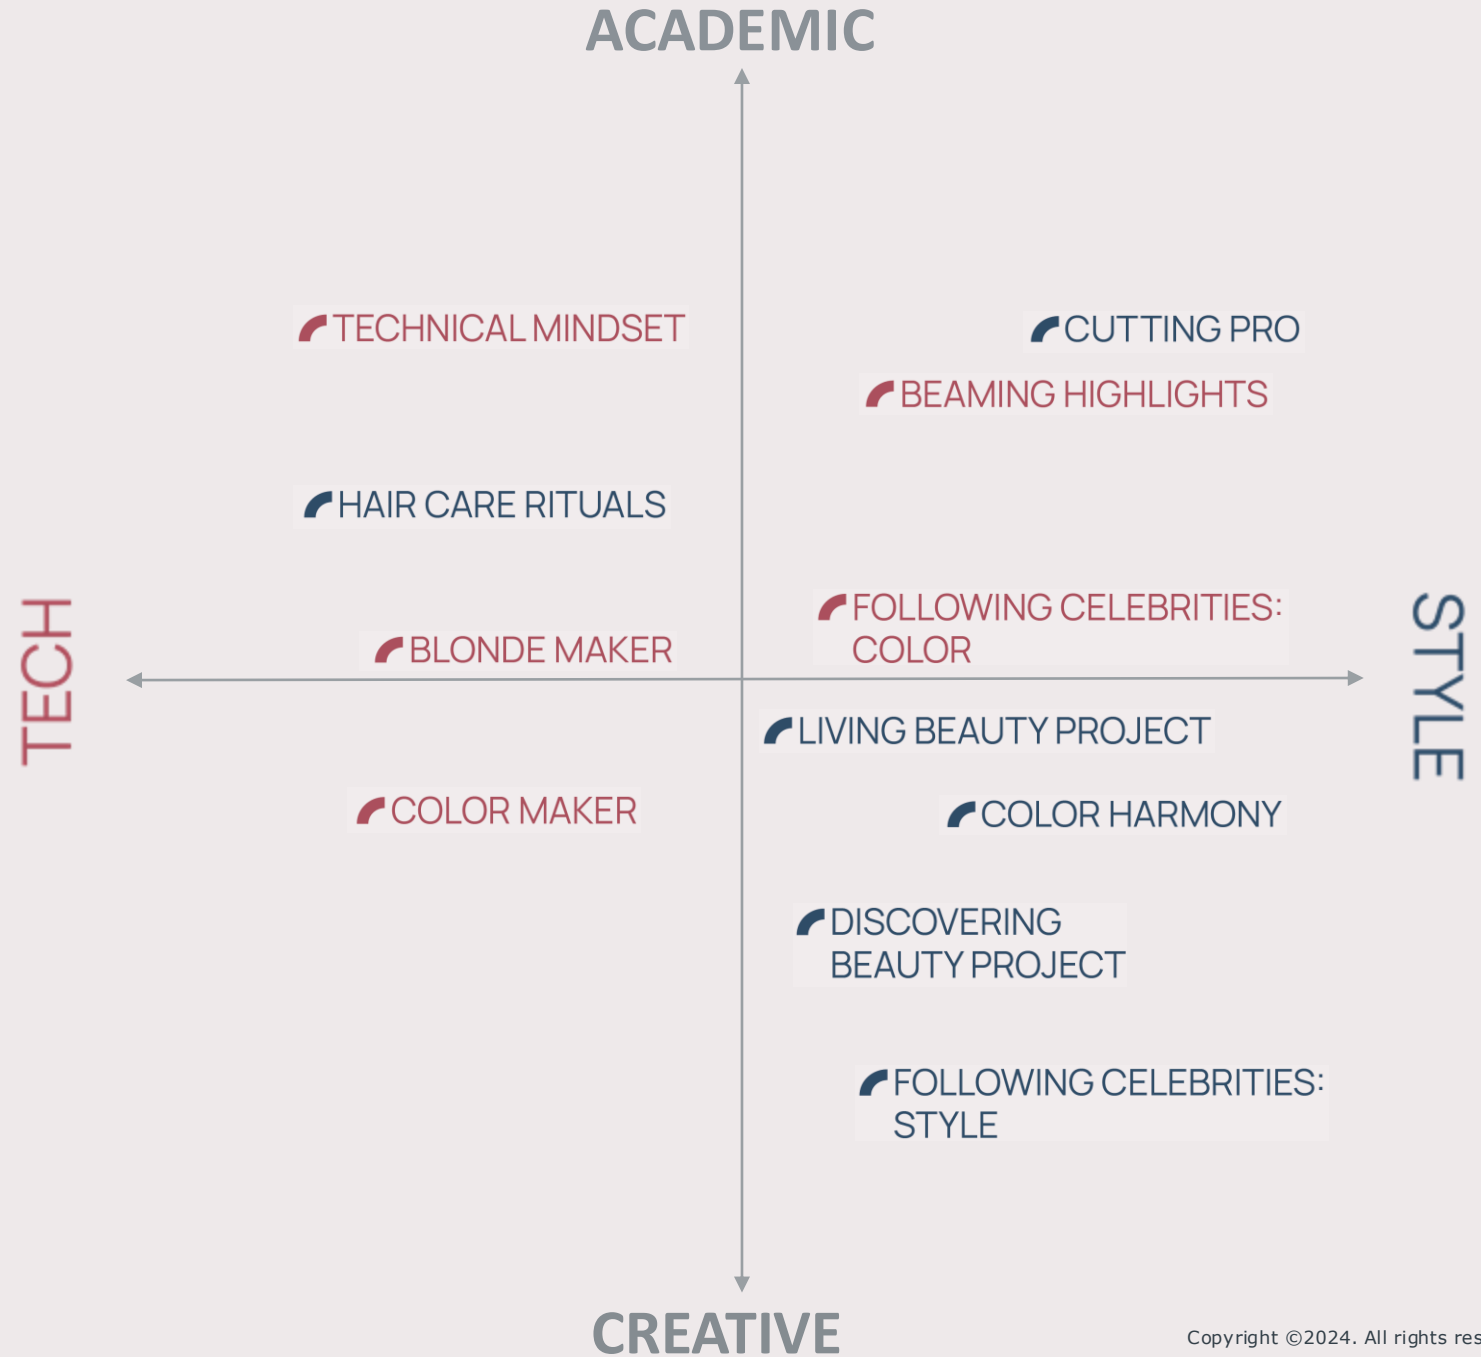 ACADEMIC
TECHNICAL MINDSET
CUTTING PRO
BEAMING HIGHLIGHTS
HAIR CARE RITUALS
TECH
FOLLOWING CELEBRITIES:
COLOR
BLONDE MAKER
STYLE
LIVING BEAUTY PROJECT
COLOR MAKER
COLOR HARMONY
DISCOVERING
BEAUTY PROJECT
FOLLOWING CELEBRITIES:
STYLE
CREATIVE
Copyright ©2024. All rights res